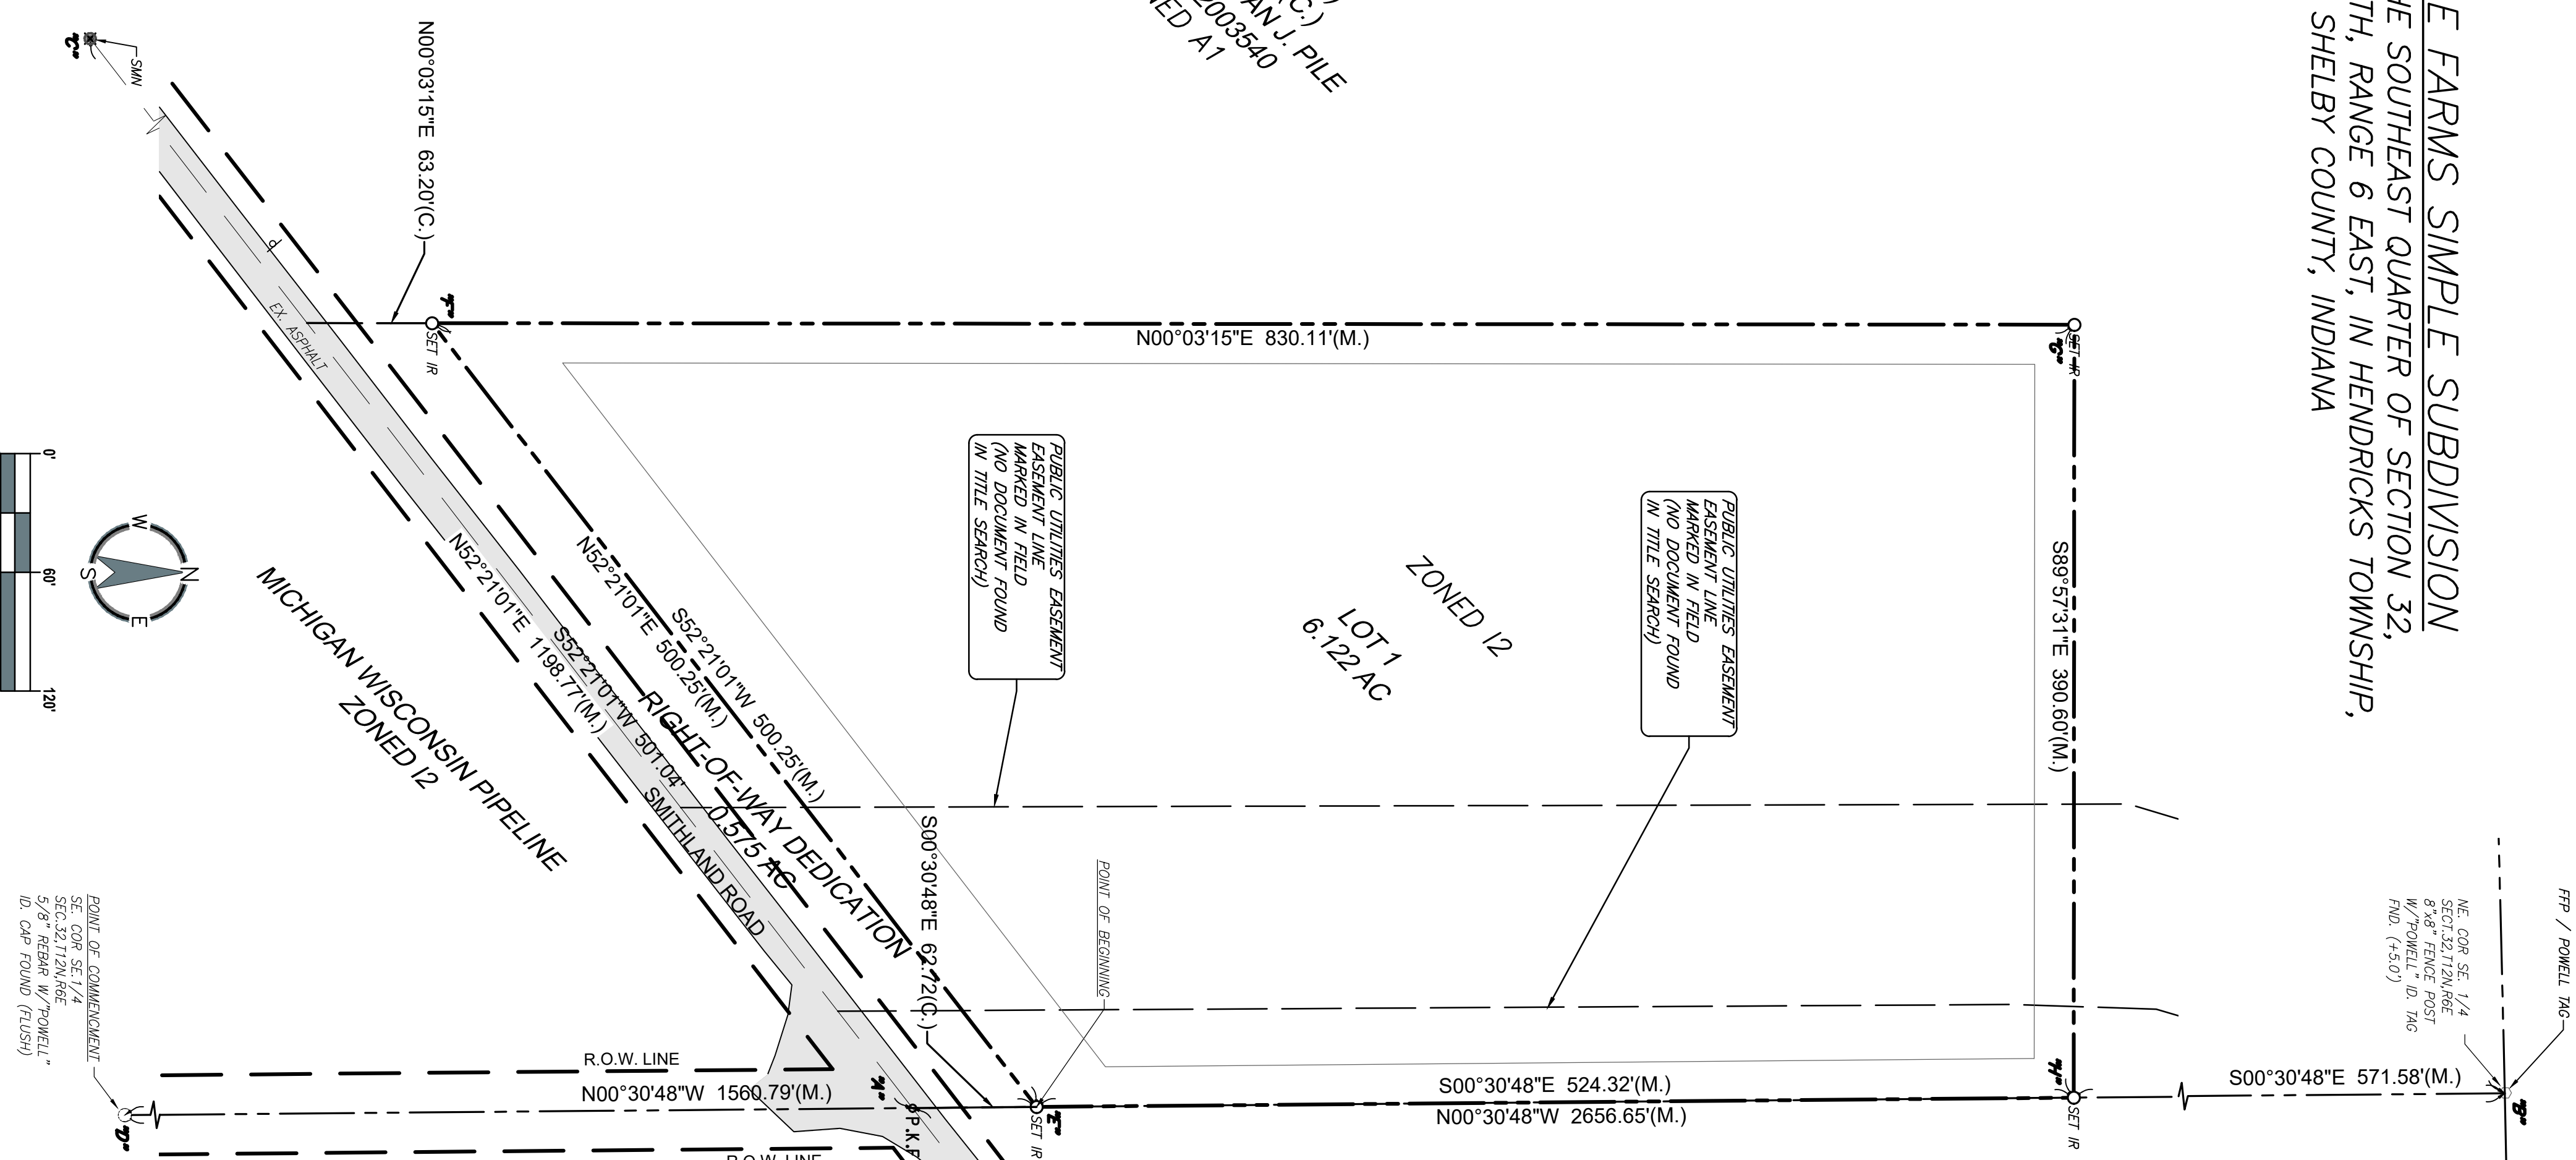 E FARMS SIMPLE SUBDIVISION
HE SOUTHEAST QUARTER OF SECTION 32,
TH, RANGE 6 EAST, IN HENDRICKS TOWNSHIP,
SHELBY COUNTY, INDIANA
C.)
AN J. PILE
2003540
NED A1
FFP / POWELL TAG
"B"
NE. COR SE. 1/4
SECT.32,T12N,R6E
8"x8" FENCE POST
W/"POWELL" ID. TAG
FND. (+5.0')
S00°30'48"E 571.58'(M.)
SET IR
"G"
S89°57'31"E 390.60'(M.)
"H"
SET IR
N00°03'15"E 830.11'(M.)
PUBLIC UTILITIES EASEMENT
EASEMENT LINE
MARKED IN FIELD
(NO DOCUMENT FOUND
IN TITLE SEARCH)
ZONED I2
LOT 1
6.122 AC
S00°30'48"E 524.32'(M.)
N00°30'48"W 2656.65'(M.)
PUBLIC UTILITIES EASEMENT
EASEMENT LINE
MARKED IN FIELD
(NO DOCUMENT FOUND
IN TITLE SEARCH)
POINT OF BEGINNING
"E"
SET IR
S00°30'48"E 62.72(C.)
P.K.F
"A"
"F"
SET IR
N00°03'15"E 63.20'(C.)
S52°21'01"W 500.25'(M.)
N52°21'01"E 500.25'(M.)
RIGHT-OF-WAY DEDICATION
0.575 AC
S52°21'01"W 501.04'
SMITHLAND ROAD
N52°21'01"E 1198.77'(M.)
EX. ASPHALT
MICHIGAN WISCONSIN PIPELINE
ZONED I2
R.O.W. LINE
N00°30'48"W 1560.79'(M.)
R.O.W. LINE
SMN
"C"
N
W
E
S
0'
60'
120'
POINT OF COMMENCMENT
SE. COR SE.1/4
SEC.32,T12N,R6E
5/8" REBAR W/"POWELL"
ID. CAP FOUND (FLUSH)
"D"